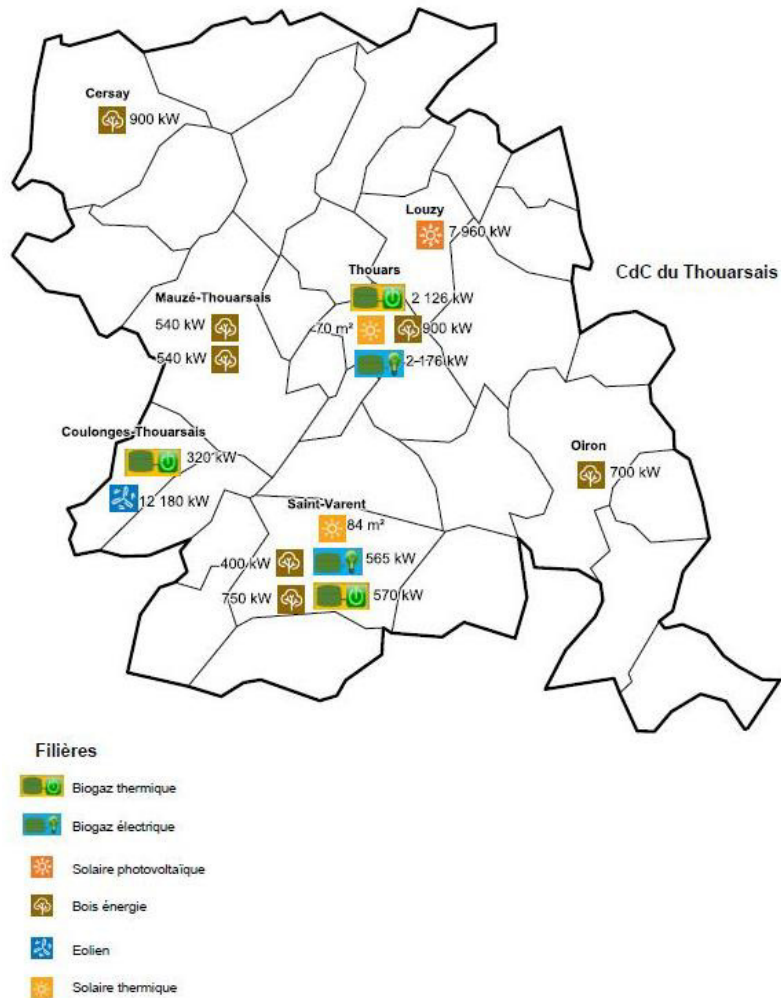 Cersay
900 kW
Louzy
7 960 kW
CdC du Thouarsais
Thouars
2 126 kW
Mauzé-Thouarsais
540 kW
70 m²
900 kW
540 kW
2 176 kW
Coulonges-Thouarsais
320 kW
Oiron
700 kW
12 180 kW
Saint-Varent
84 m²
400 kW
565 kW
750 kW
570 kW
Filières
Biogaz thermique
Biogaz électrique
Solaire photovoltaïque
Bois énergie
Eolien
Solaire thermique